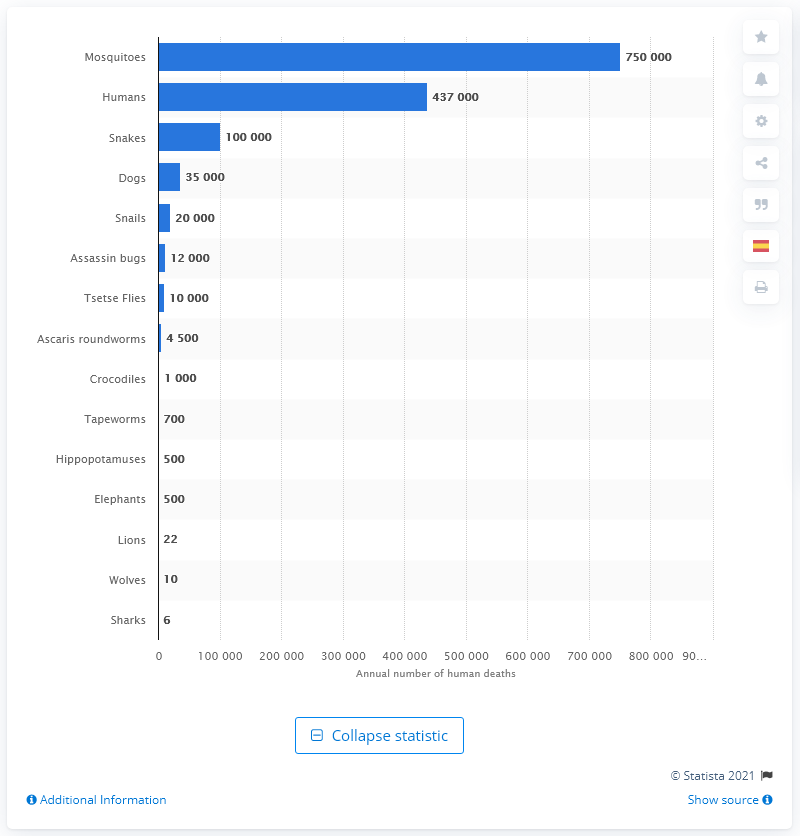 Mosquitoes 750 000
Humans 437 000
Snakes 100 000
Dogs 35 000
Snails 20 000
Assassin bugs 12 000
Tsetse Flies 10 000
Ascaris roundworms 4 500
Crocodiles 1 000
Tapeworms 700
Hippopotamuses 500
Elephants 500
Lions 22
Wolves 10
Sharks 6
0 100 000 200 000 300 000 400 000 500 000 600 000 700 000 800 000 90…
Annual number of human deaths
Collapse statistic
© Statista 2021
Additional Information Show source